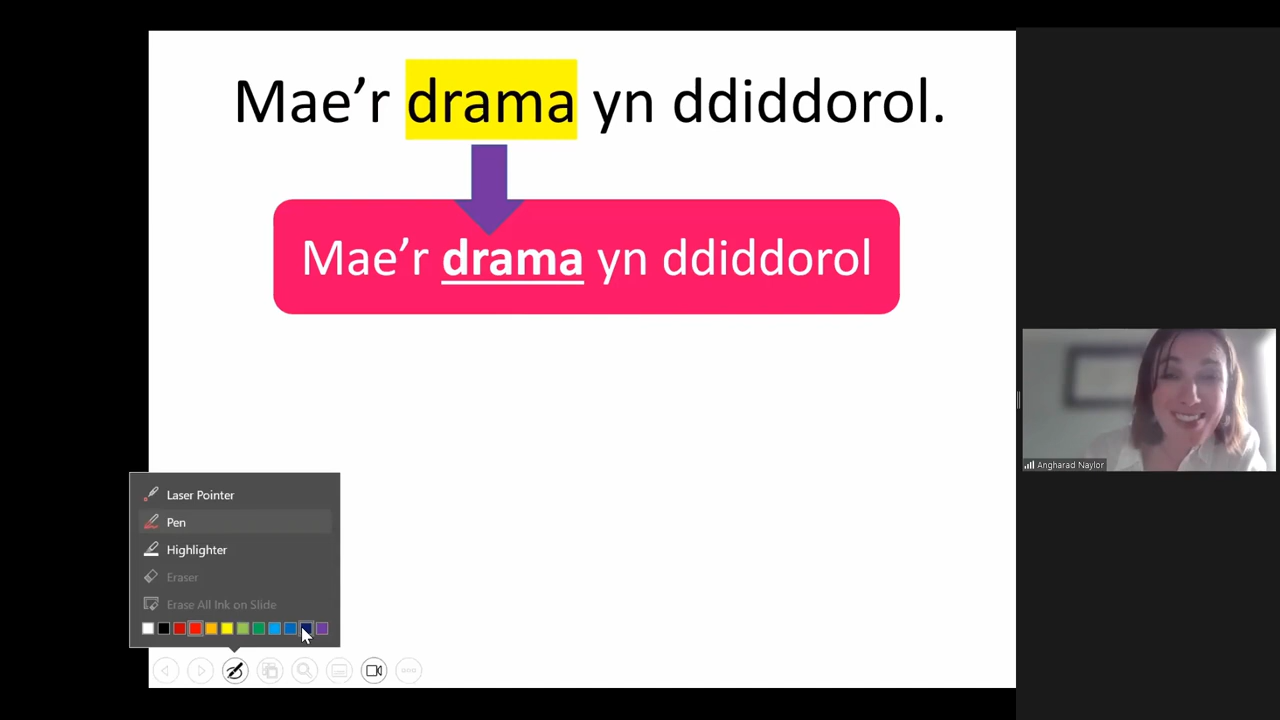 Mae’r drama yn ddiddorol.
Mae’r drama yn ddiddorol
Laser Pointer
Pen
Highlighter
Eraser
Erase All Ink on Slide
Angharad Naylor